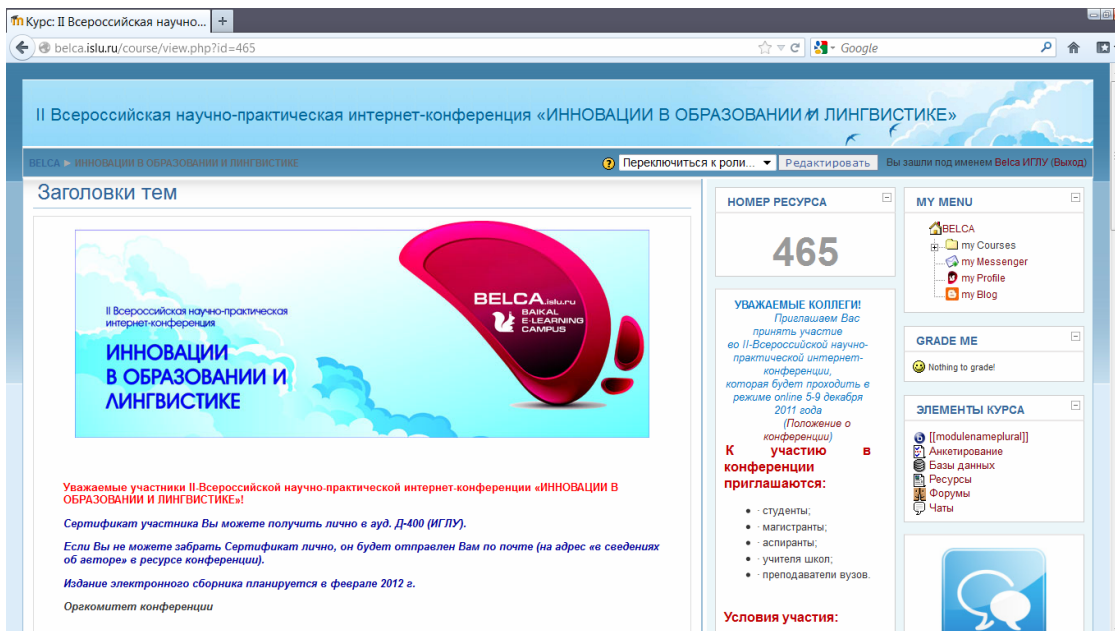 Курс: II Всероссийская научно... +
belca.islu.ru/course/view.php?id=465
Google
II Всероссийская научно-практическая интернет-конференция «ИННОВАЦИИ В ОБРАЗОВАНИИ И ЛИНГВИСТИКЕ»
BELCA ► ИННОВАЦИИ В ОБРАЗОВАНИИ И ЛИНГВИСТИКЕ
Переключиться к роли...
Редактировать
Вы зашли под именем Belca ИГЛУ (Выход)
Заголовки тем
II Всероссийская научно-практическая
интернет-конференция
ИННОВАЦИИ
В ОБРАЗОВАНИИ И
ЛИНГВИСТИКЕ
BELCA.islu.ru
BAIKAL
E-LEARNING
CAMPUS
Уважаемые участники II-Всероссийской научно-практической интернет-конференции «ИННОВАЦИИ В
ОБРАЗОВАНИИ И ЛИНГВИСТИКЕ»!
Сертификат участника Вы можете получить лично в ауд. Д-400 (ИГЛУ).
Если Вы не можете забрать Сертификат лично, он будет отправлен Вам по почте (на адрес «в сведениях
об авторе» в ресурсе конференции).
Издание электронного сборника планируется в феврале 2012 г.
Оргкомитет конференции
НОМЕР РЕСУРСА
465
УВАЖАЕМЫЕ КОЛЛЕГИ!
Приглашаем Вас
принять участие
во II-Всероссийской научно-
практической интернет-
конференции,
которая будет проходить в
режиме online 5-9 декабря
2011 года
(Положение о
конференции)
К участию в
конференции
приглашаются:
• · студенты;
• · магистранты;
• · аспиранты;
• · учителя школ;
• · преподаватели вузов.
Условия участия:
MY MENU
BELCA
my Courses
my Messenger
my Profile
my Blog
GRADE ME
Nothing to grade!
ЭЛЕМЕНТЫ КУРСА
[[modulenameplural]]
Анкетирование
Базы данных
Ресурсы
Форумы
Чаты